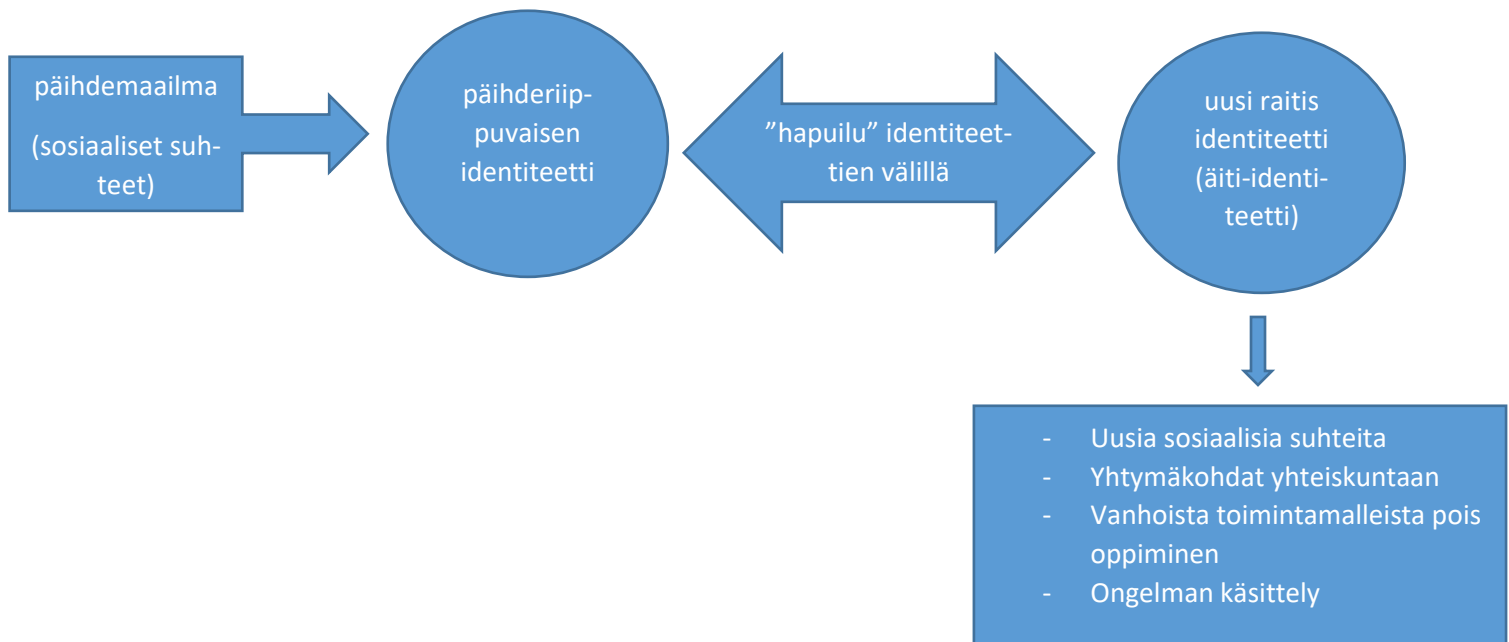 päihdemaailma
(sosiaaliset suh-
teet)
päihderiip-
puvaisen
identiteetti
”hapuilu” identiteet-
tien välillä
uusi raitis
identiteetti
(äiti-identi-
teetti)
- Uusia sosiaalisia suhteita
- Yhtymäkohdat yhteiskuntaan
- Vanhoista toimintamalleista pois
oppiminen
- Ongelman käsittely